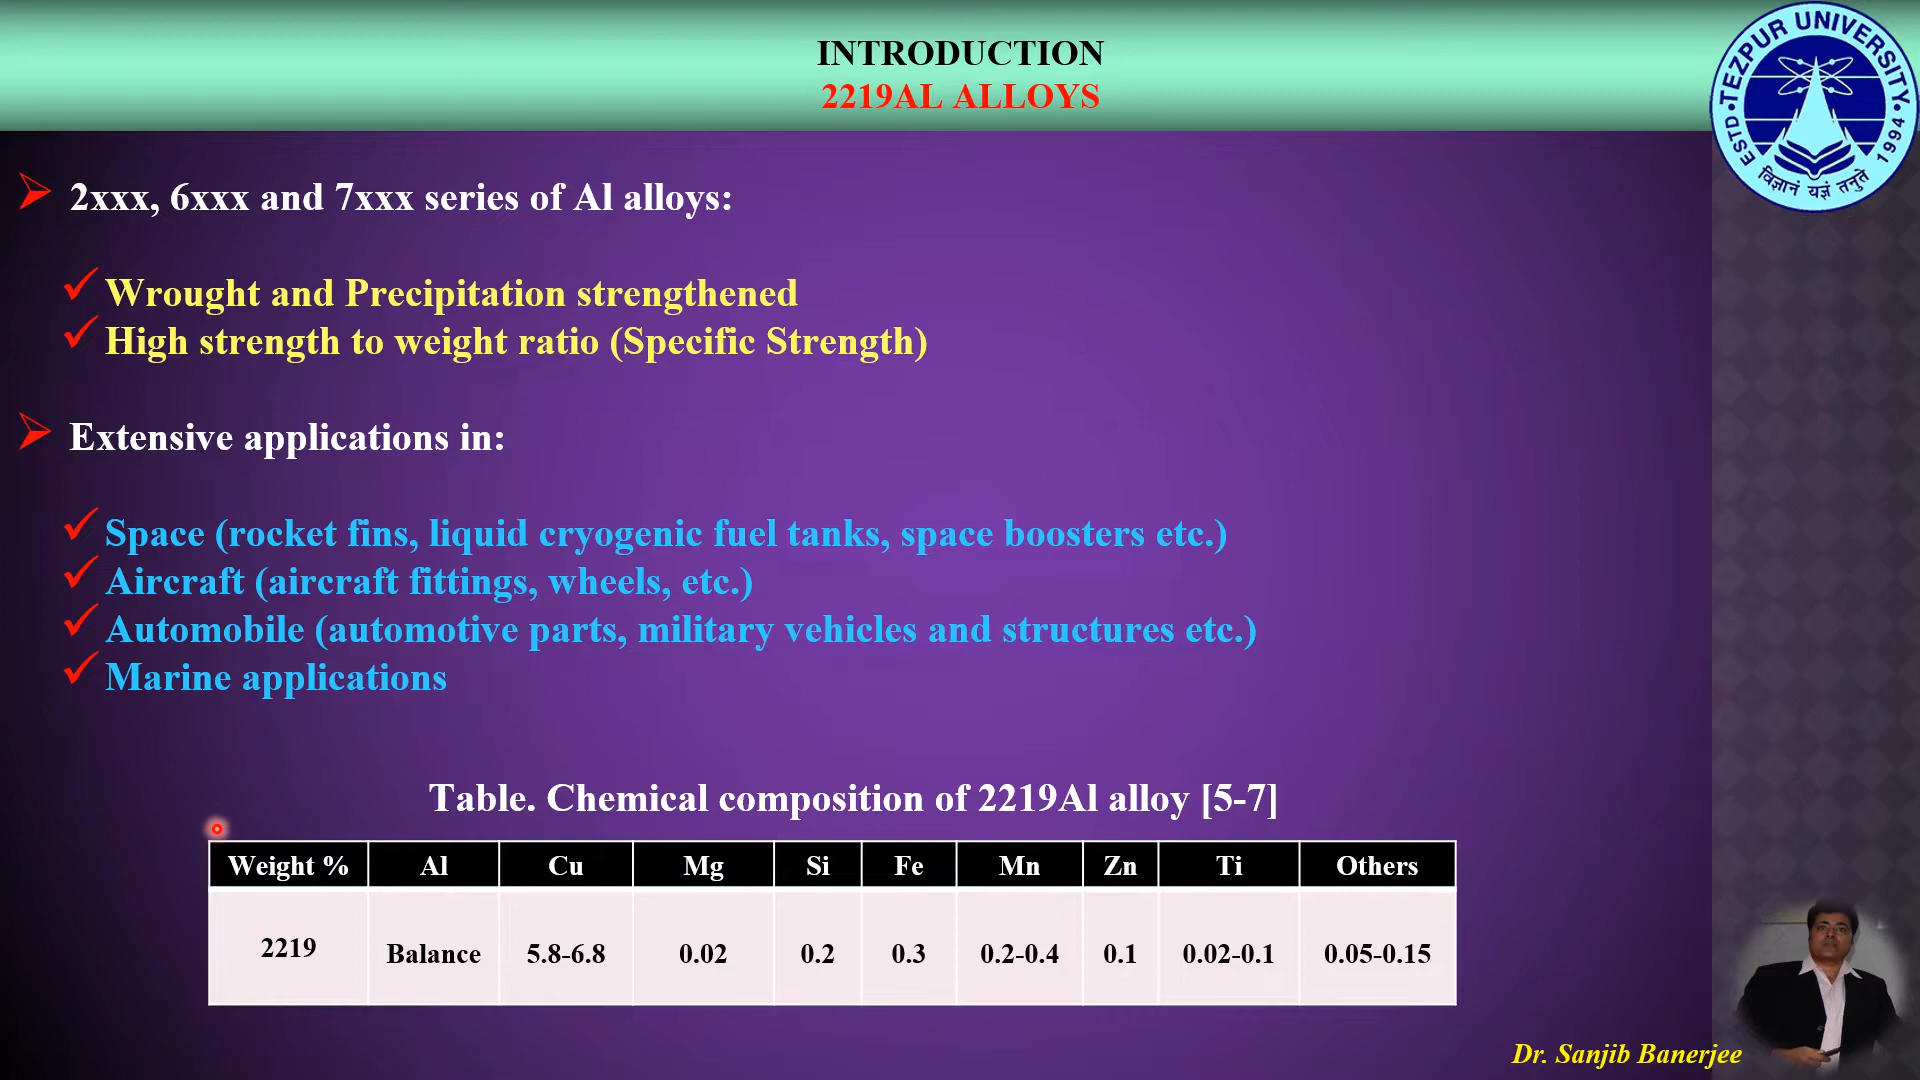 INTRODUCTION
2219AL ALLOYS
TEZPUR UNIVERSITY
ESTD 1994
विज्ञानं यज्ञं तनुते
2xxx, 6xxx and 7xxx series of Al alloys:
Wrought and Precipitation strengthened
High strength to weight ratio (Specific Strength)
Extensive applications in:
Space (rocket fins, liquid cryogenic fuel tanks, space boosters etc.)
Aircraft (aircraft fittings, wheels, etc.)
Automobile (automotive parts, military vehicles and structures etc.)
Marine applications
Table. Chemical composition of 2219Al alloy [5-7]
Weight % Al Cu Mg Si Fe Mn Zn Ti Others
2219 Balance 5.8-6.8 0.02 0.2 0.3 0.2-0.4 0.1 0.02-0.1 0.05-0.15
Dr. Sanjib Banerjee